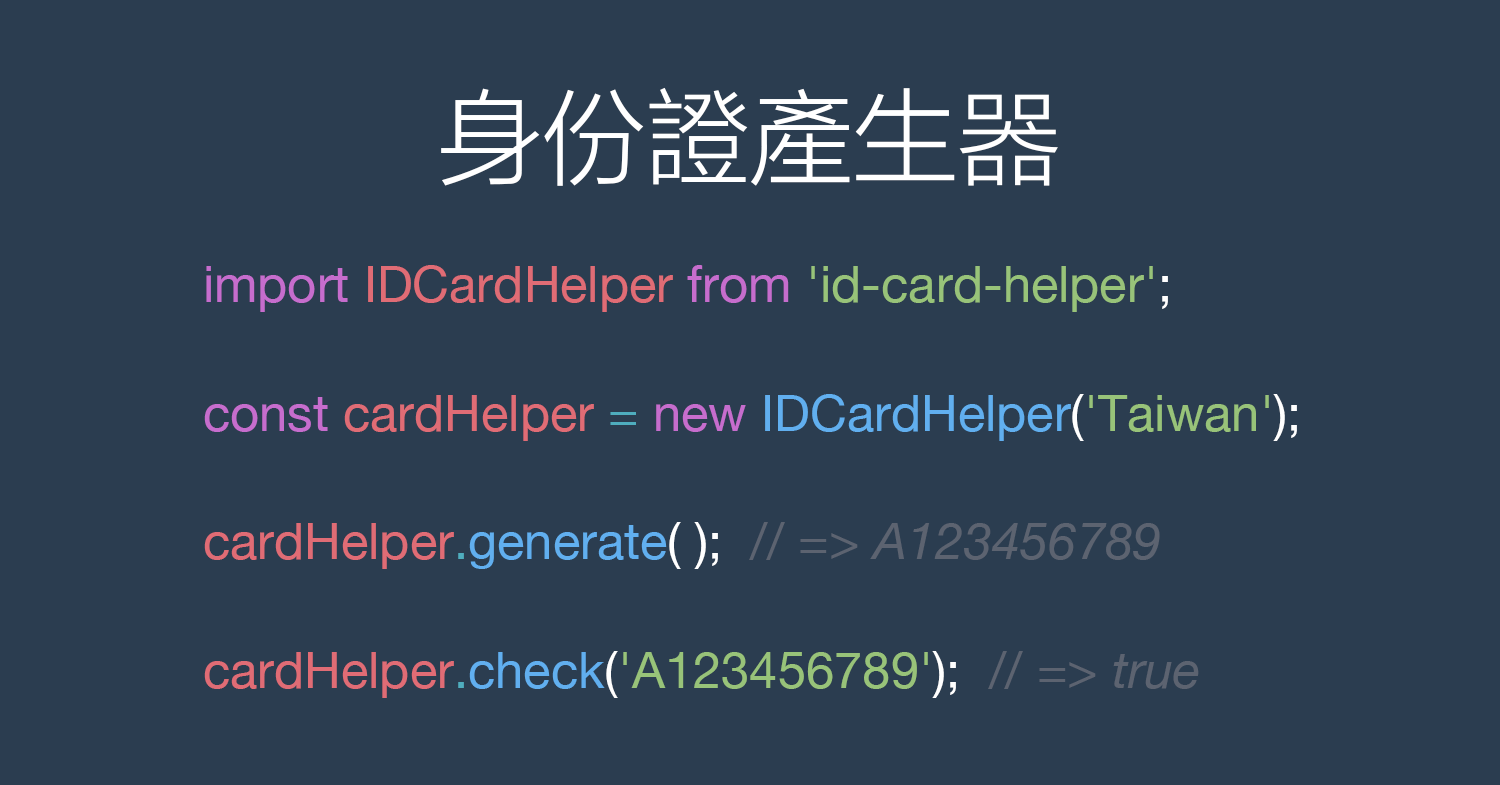 身份證產生器
import IDCardHelper from 'id-card-helper';
const cardHelper = new IDCardHelper('Taiwan');
cardHelper.generate( ); // => A123456789
cardHelper.check('A123456789'); // => true